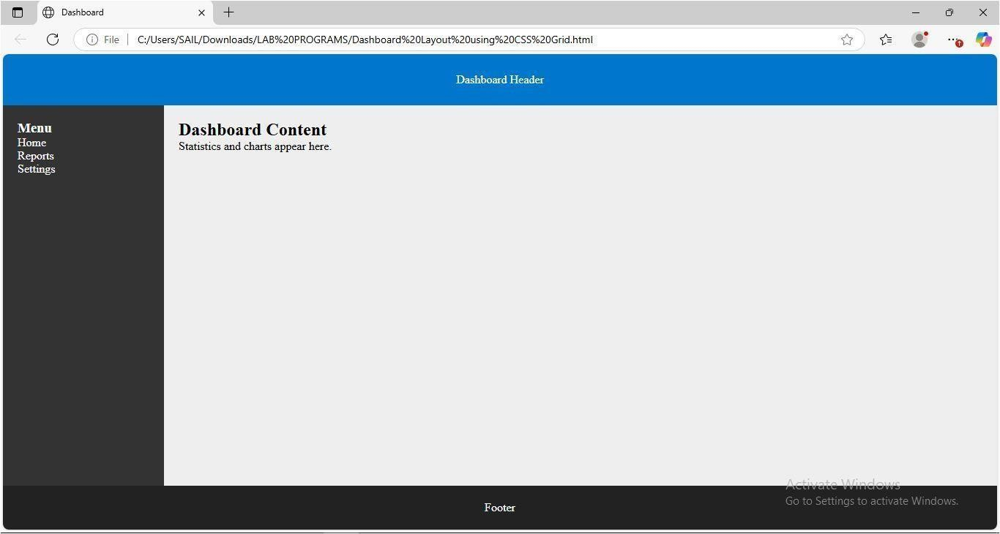 Dashboard
File C:/Users/SAIL/Downloads/LAB%20PROGRAMS/Dashboard%20Layout%20using%20CSS%20Grid.html
Dashboard Header
Menu
Home
Reports
Settings
Dashboard Content
Statistics and charts appear here.
Activate Windows
Go to Settings to activate Windows.
Footer